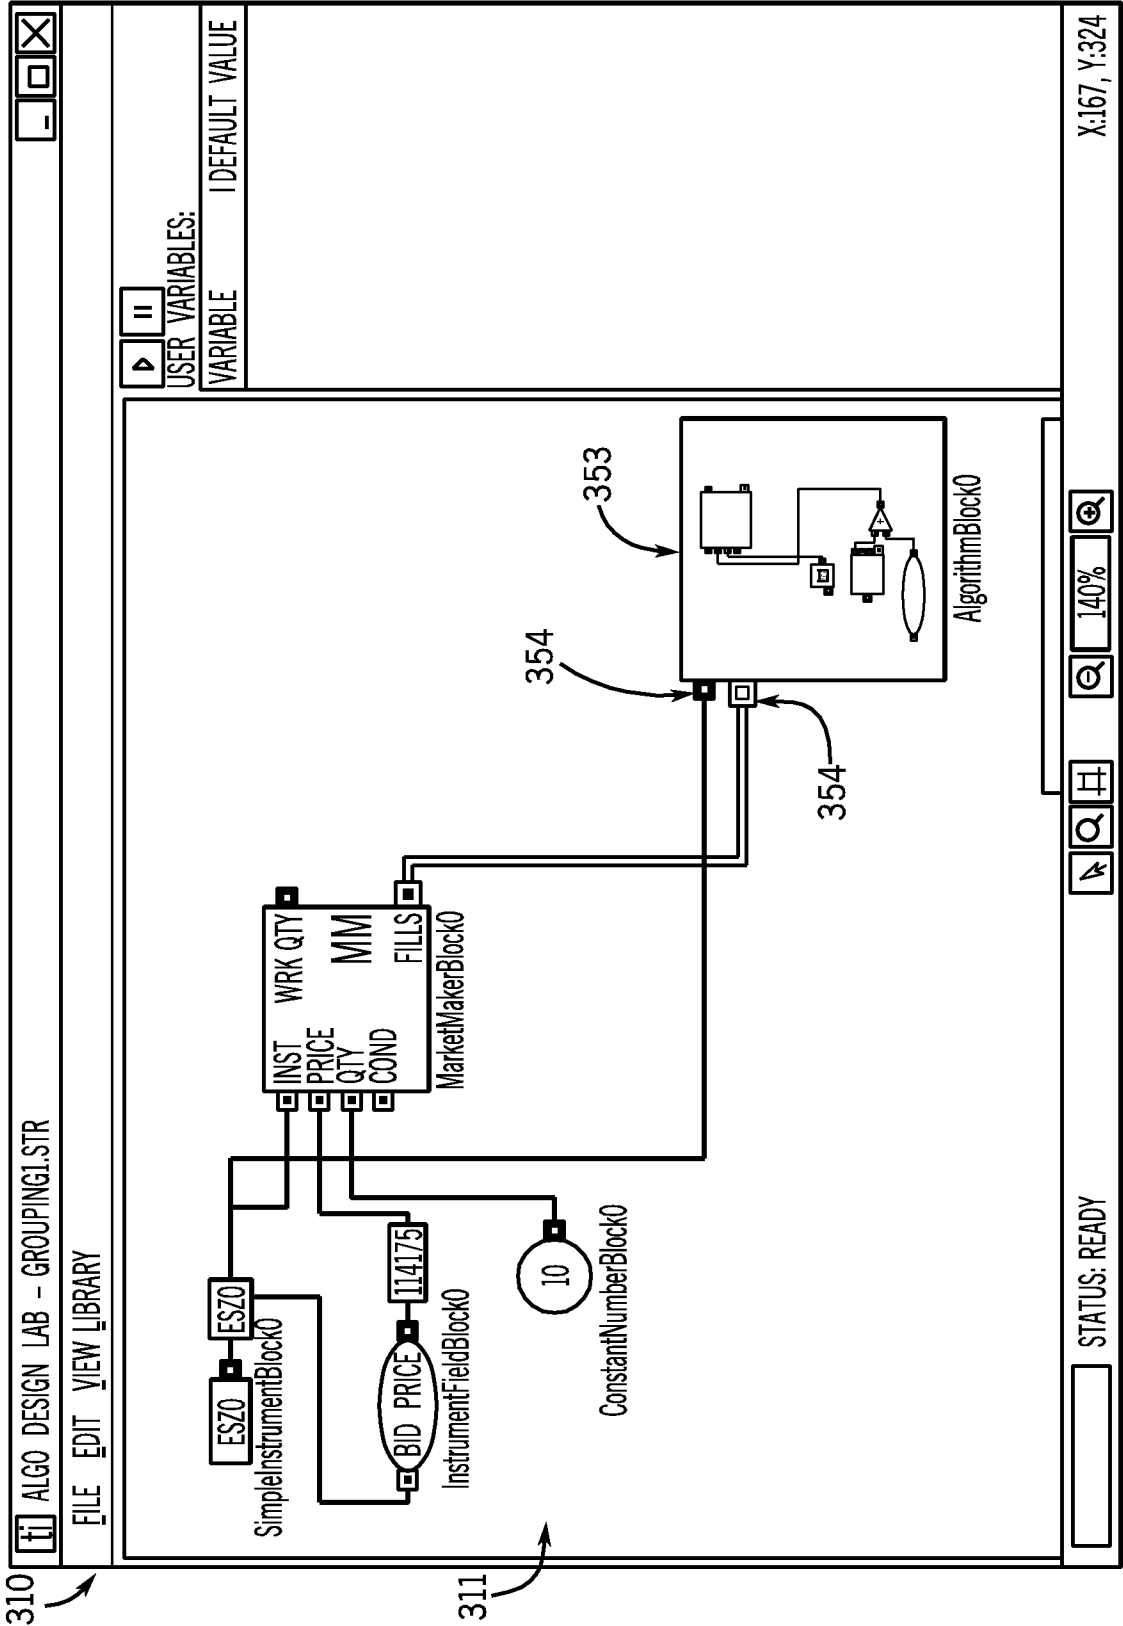 310
ti ALGO DESIGN LAB – GROUPING1.STR
FILE EDIT VIEW LIBRARY
USER VARIABLES:
VARIABLE | DEFAULT VALUE
311
ESZ0
ESZ0
SimpleInstrumentBlock0
BID PRICE
114175
InstrumentFieldBlock0
10
ConstantNumberBlock0
INST
PRICE
QTY
COND
WRK QTY
MM
FILLS
MarketMakerBlock0
354
354
353
+
AlgorithmBlock0
STATUS: READY
140%
X:167, Y:324